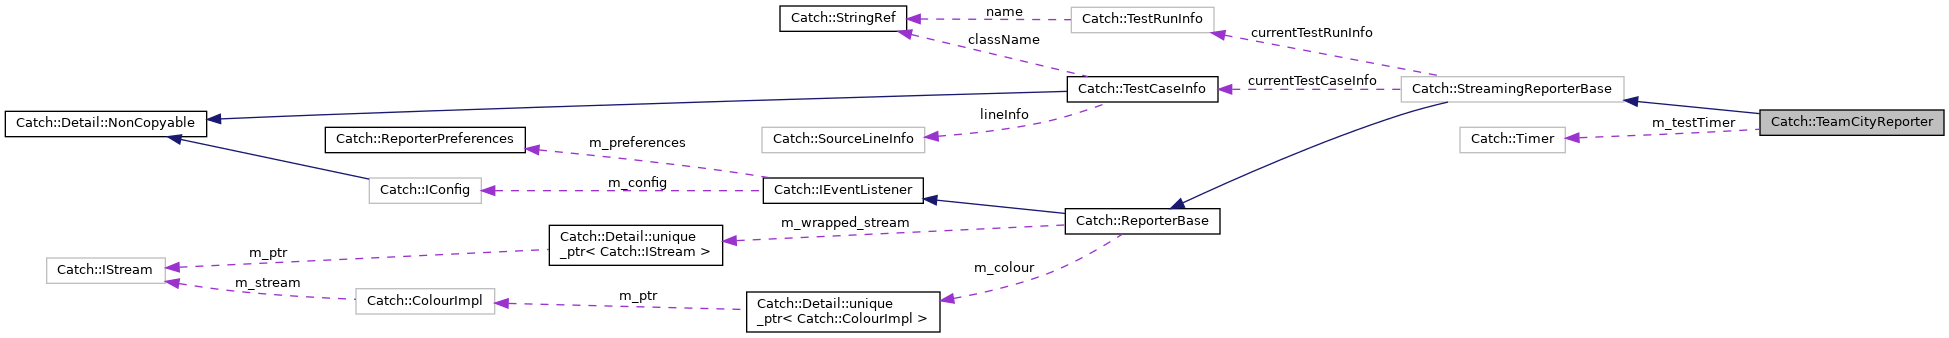 Catch::StringRef
name
Catch::TestRunInfo
className
currentTestRunInfo
currentTestCaseInfo
Catch::TestCaseInfo
Catch::StreamingReporterBase
Catch::Detail::NonCopyable
lineInfo
m_testTimer
Catch::TeamCityReporter
Catch::ReporterPreferences
m_preferences
Catch::SourceLineInfo
Catch::Timer
Catch::IConfig
m_config
Catch::IEventListener
m_wrapped_stream
Catch::ReporterBase
Catch::Detail::unique
_ptr< Catch::IStream >
m_ptr
Catch::IStream
m_stream
m_colour
Catch::ColourImpl
m_ptr
Catch::Detail::unique
_ptr< Catch::ColourImpl >